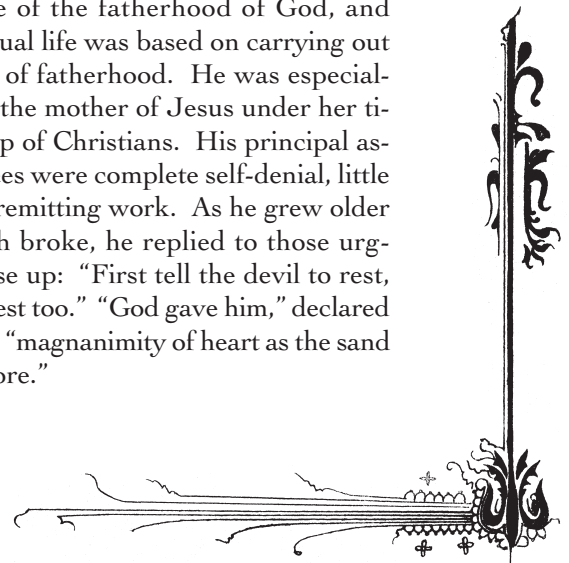 e of the fatherhood of God, and
ual life was based on carrying out
of fatherhood. He was especial-
the mother of Jesus under her ti-
p of Christians. His principal as-
es were complete self-denial, little
remitting work. As he grew older
h broke, he replied to those urg-
se up: “First tell the devil to rest,
est too.” “God gave him,” declared
“magnanimity of heart as the sand
ore.”